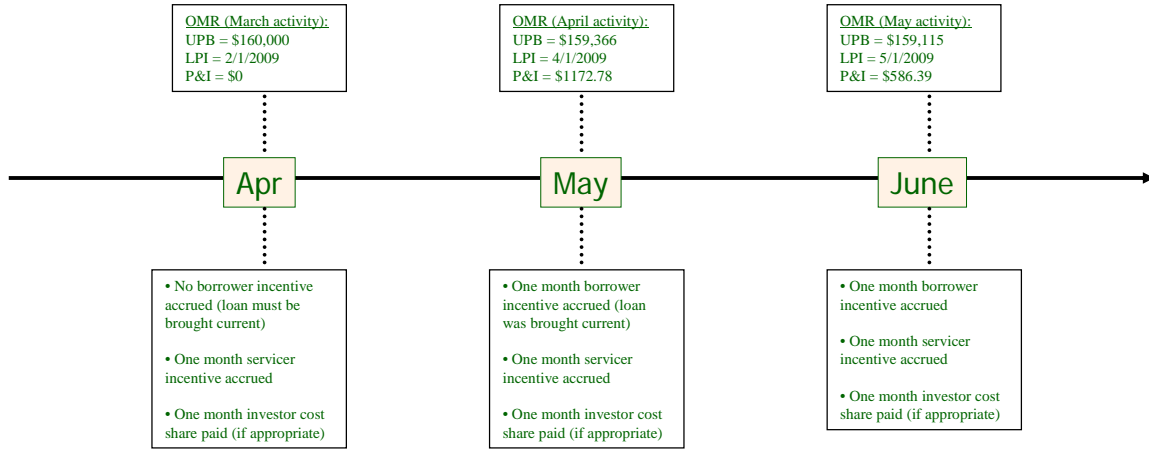 OMR (March activity):
UPB = $160,000
LPI = 2/1/2009
P&I = $0
OMR (April activity):
UPB = $159,366
LPI = 4/1/2009
P&I = $1172.78
OMR (May activity):
UPB = $159,115
LPI = 5/1/2009
P&I = $586.39
Apr
May
June
• No borrower incentive
accrued (loan must be
brought current)
• One month servicer
incentive accrued
• One month investor cost
share paid (if appropriate)
• One month borrower
incentive accrued (loan
was brought current)
• One month servicer
incentive accrued
• One month investor cost
share paid (if appropriate)
• One month borrower
incentive accrued
• One month servicer
incentive accrued
• One month investor cost
share paid (if appropriate)